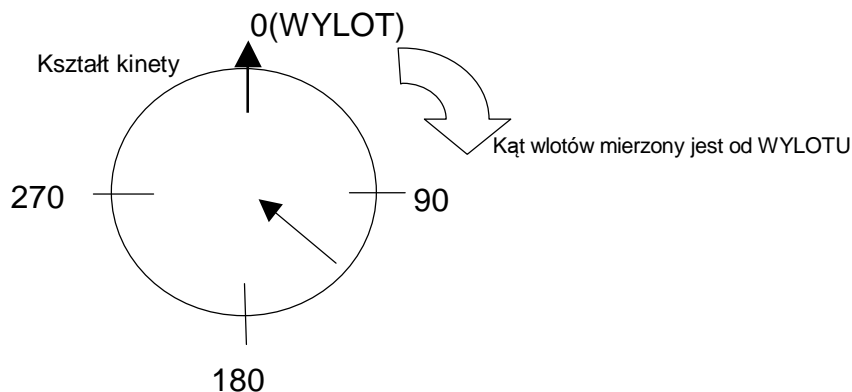 0(WYLOT)
Kształt kinety
Kąt wlotów mierzony jest od WYLOTU
270
90
180